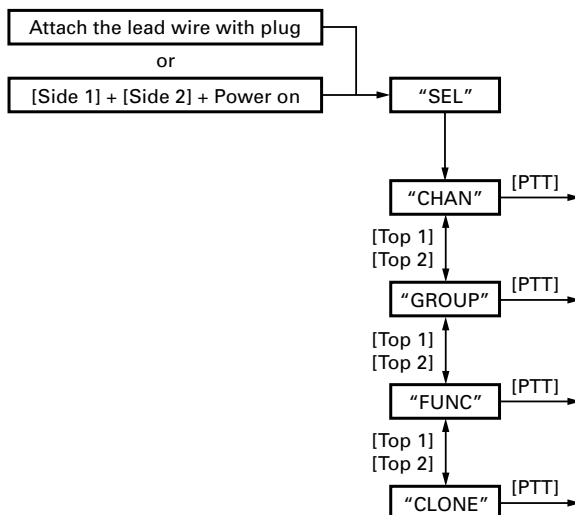 Attach the lead wire with plug
or
[Side 1] + [Side 2] + Power on
“SEL”
“CHAN”
[PTT]
[Top 1]
[Top 2]
“GROUP”
[PTT]
[Top 1]
[Top 2]
“FUNC”
[PTT]
[Top 1]
[Top 2]
“CLONE”
[PTT]